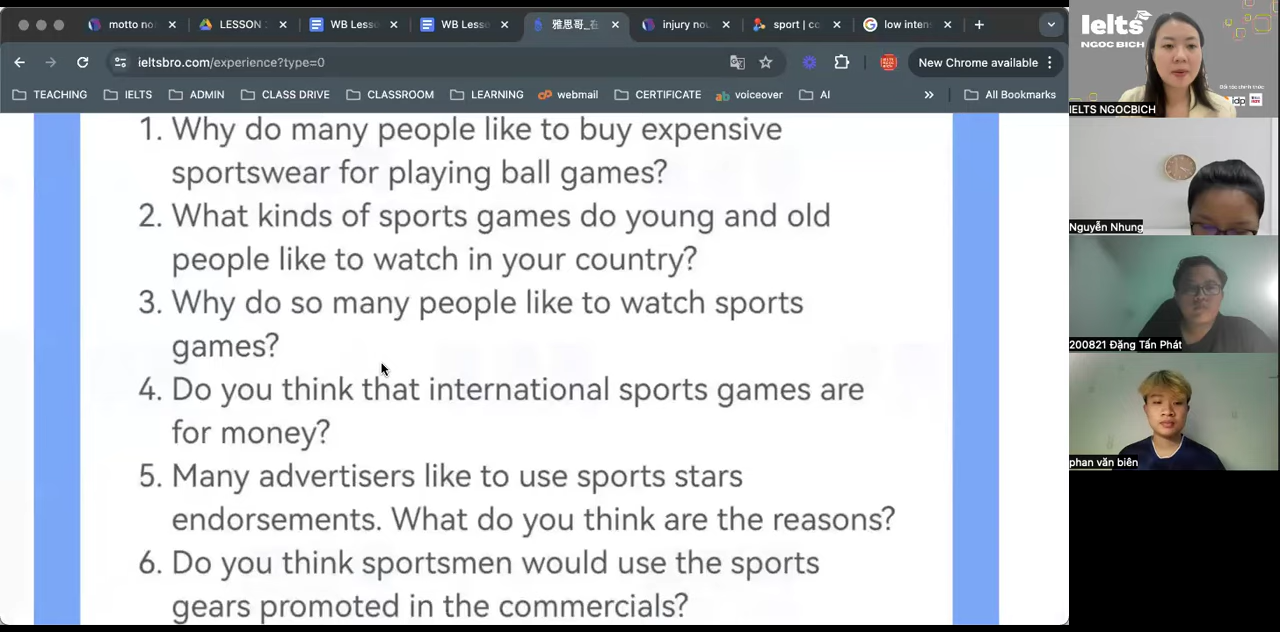 motto no
LESSON
WB Lesso
WB Lesso
雅思哥_在
injury nou
sport | co
low inten
ieltsbro.com/experience?type=0
New Chrome available
TEACHING
IELTS
ADMIN
CLASS DRIVE
CLASSROOM
LEARNING
webmail
CERTIFICATE
voiceover
AI
All Bookmarks
1. Why do many people like to buy expensive
sportswear for playing ball games?
2. What kinds of sports games do young and old
people like to watch in your country?
3. Why do so many people like to watch sports
games?
4. Do you think that international sports games are
for money?
5. Many advertisers like to use sports stars
endorsements. What do you think are the reasons?
6. Do you think sportsmen would use the sports
gears promoted in the commercials?
Ielts
NGOC BICH
idp
IELTS NGOCBICH
Nguyễn Nhung
200821 Đặng Tấn Phát
phan văn biên